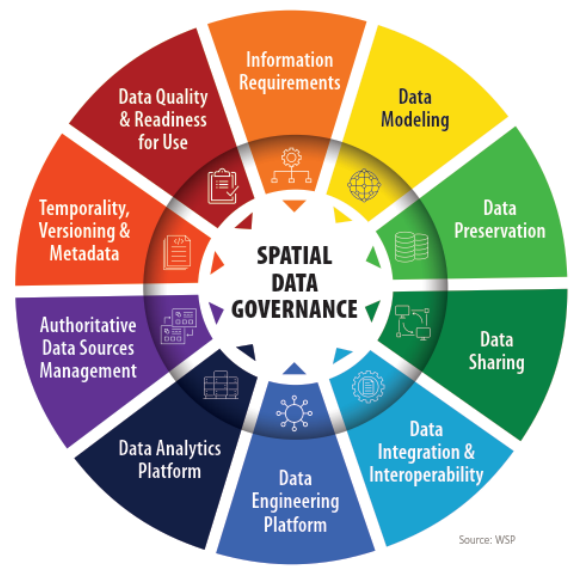 Information
Requirements
Data
Modeling
Data
Preservation
Data
Sharing
Data
Integration &
Interoperability
Data
Engineering
Platform
Data Analytics
Platform
Authoritative
Data Sources
Management
Temporality,
Versioning &
Metadata
Data Quality
& Readiness
for Use
SPATIAL
DATA
GOVERNANCE
Source: WSP